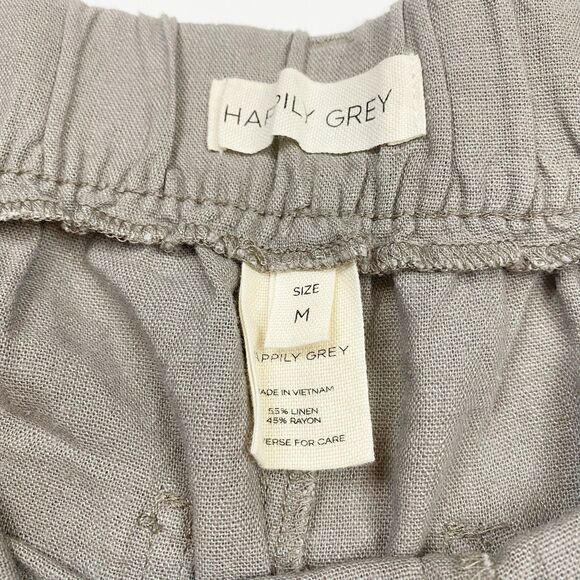 HAPPILY GREY
SIZE
M
APPILY GREY
ADE IN VIETNAM
55% LINEN
45% RAYON
VERSE FOR CARE